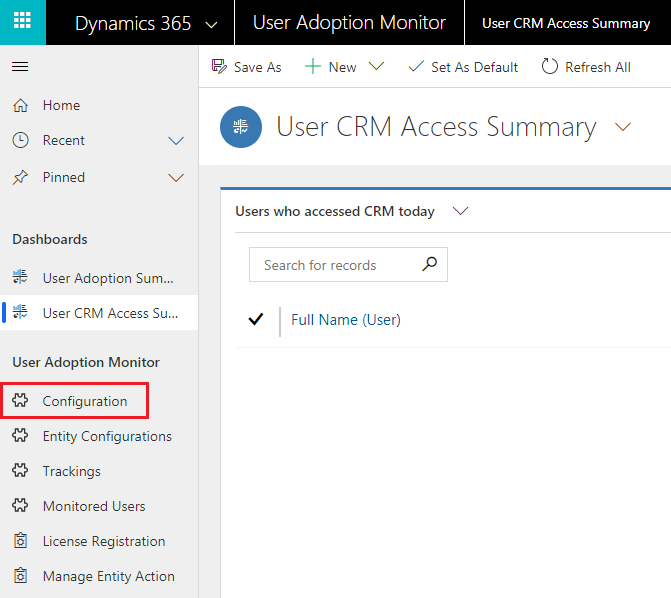 Dynamics 365 User Adoption Monitor User CRM Access Summary
Save As New Set As Default Refresh All
Home
Recent
Pinned
Dashboards
User Adoption Sum...
User CRM Access Su...
User Adoption Monitor
Configuration
Entity Configurations
Trackings
Monitored Users
License Registration
Manage Entity Action
User CRM Access Summary
Users who accessed CRM today
Search for records
Full Name (User)